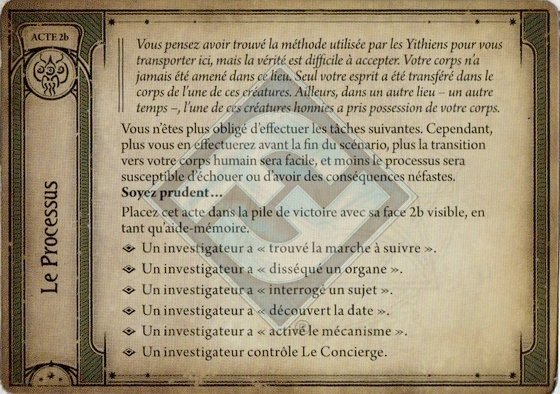 ACTE 2b
Le Processus
Vous pensez avoir trouvé la méthode utilisée par les Yithiens pour vous
transporter ici, mais la vérité est difficile à accepter. Votre corps n'a
jamais été amené dans ce lieu. Seul votre esprit a été transféré dans le
corps de l'une de ces créatures. Ailleurs, dans un autre lieu – un autre
temps –, l'une de ces créatures honnies a pris possession de votre corps.
Vous n'êtes plus obligé d'effectuer les tâches suivantes. Cependant,
plus vous en effectuerez avant la fin du scénario, plus la transition
vers votre corps humain sera facile, et moins le processus sera
susceptible d'échouer ou d'avoir des conséquences néfastes.
Soyez prudent…
Placez cet acte dans la pile de victoire avec sa face 2b visible, en
tant qu'aide-mémoire.
Un investigateur a « trouvé la marche à suivre ».
Un investigateur a « disséqué un organe ».
Un investigateur a « interrogé un sujet ».
Un investigateur a « découvert la date ».
Un investigateur a « activé le mécanisme ».
Un investigateur contrôle Le Concierge.